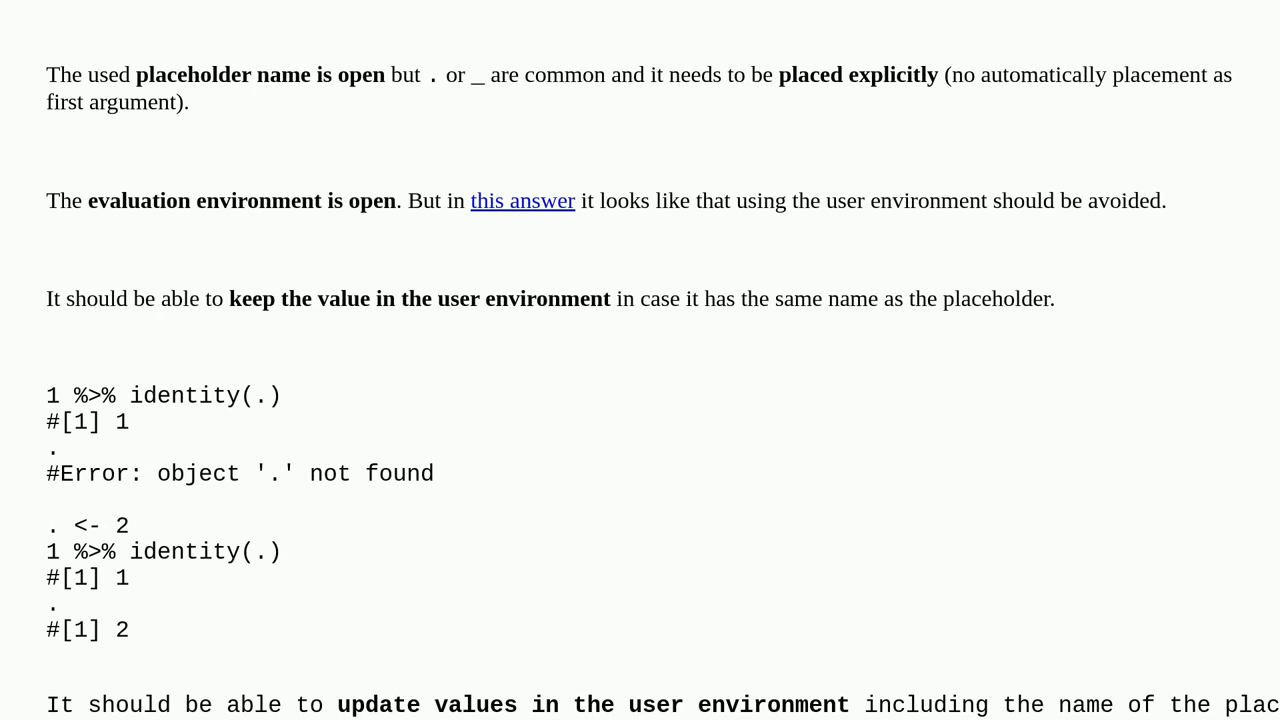 The used placeholder name is open but . or _ are common and it needs to be placed explicitly (no automatically placement as
first argument).
The evaluation environment is open. But in this answer it looks like that using the user environment should be avoided.
It should be able to keep the value in the user environment in case it has the same name as the placeholder.
1 %>% identity(.)
#[1] 1
.
#Error: object '.' not found
. <- 2
1 %>% identity(.)
#[1] 1
.
#[1] 2
It should be able to update values in the user environment including the name of the plac